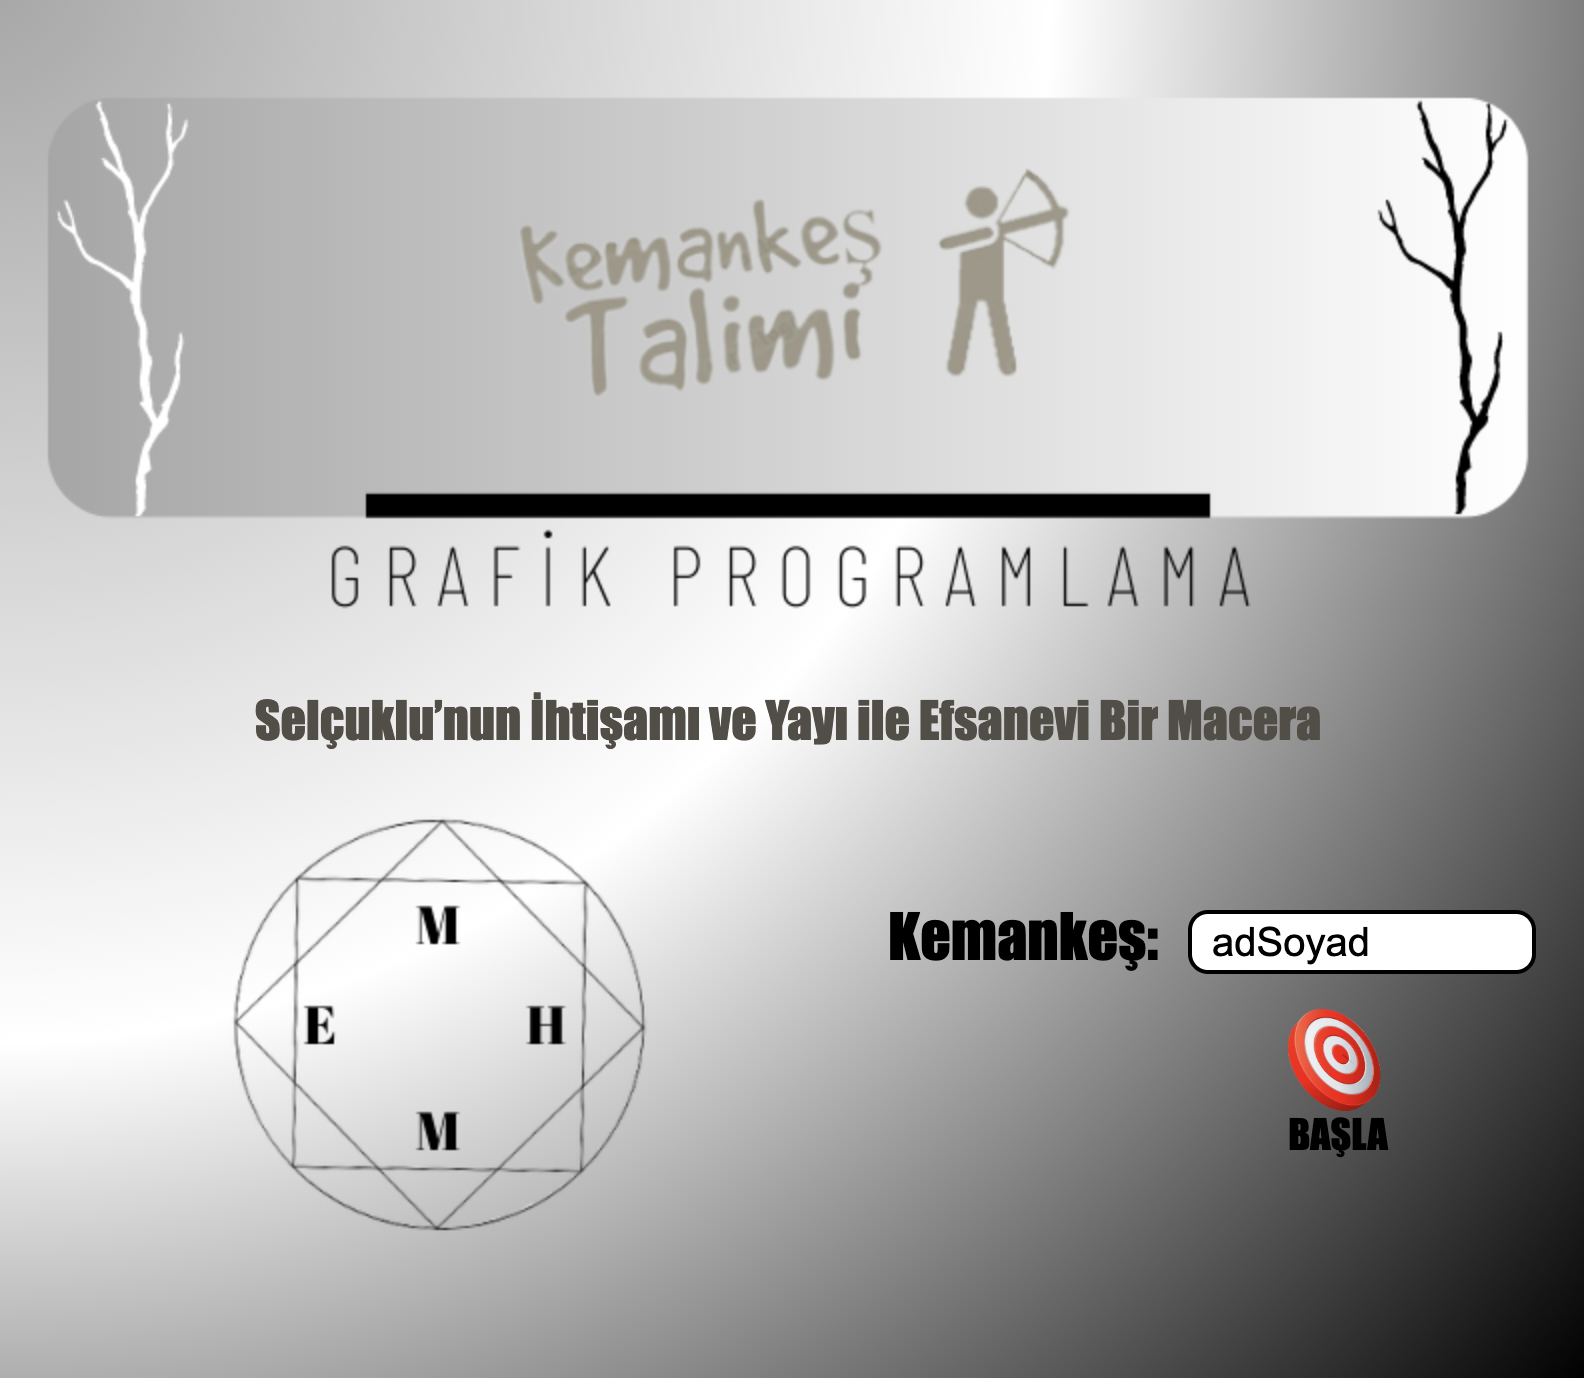 Kemankeş
Talimi
GRAFİK PROGRAMLAMA
Selçuklu’nun İhtişamı ve Yayı ile Efsanevi Bir Macera
M
E H
M
Kemankeş: adSoyad
BAŞLA